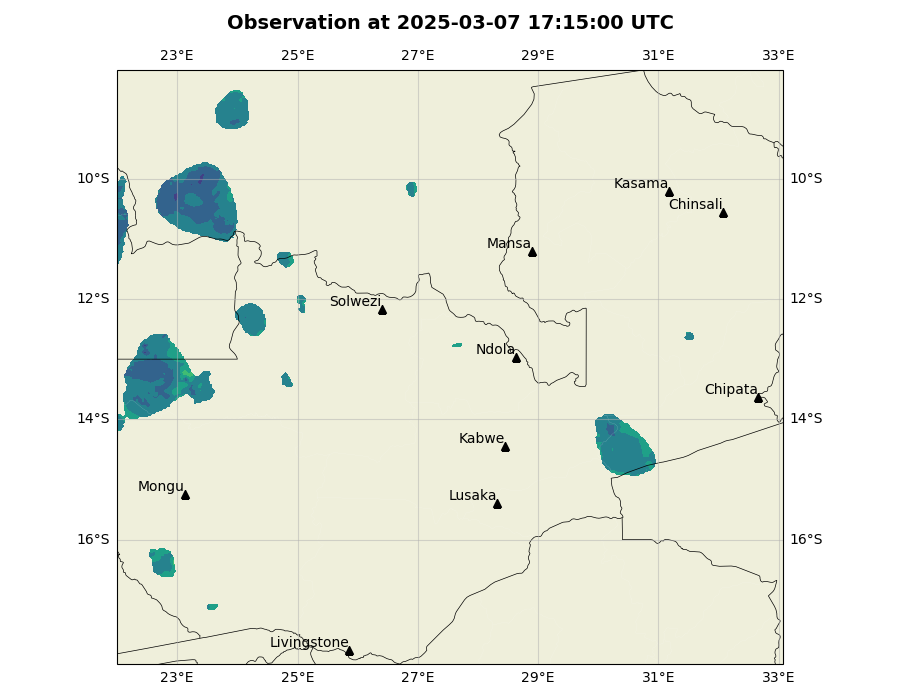 Observation at 2025-03-07 17:15:00 UTC
23°E 25°E 27°E 29°E 31°E 33°E
10°S 10°S
Kasama
Chinsali
Mansa
12°S 12°S
Solwezi
Ndola
Chipata
14°S 14°S
Kabwe
Mongu
Lusaka
16°S 16°S
Livingstone
23°E 25°E 27°E 29°E 31°E 33°E